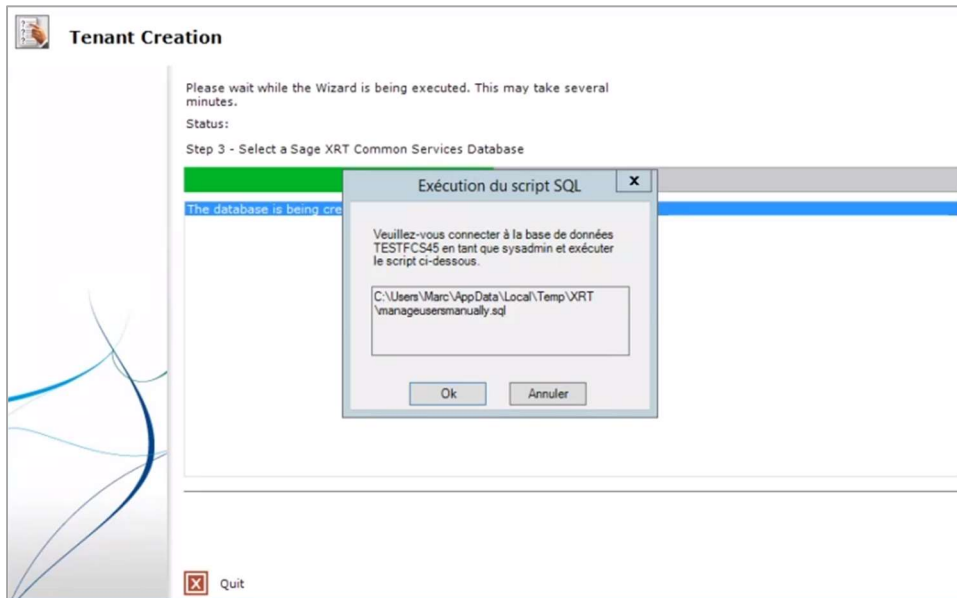 Tenant Creation
Please wait while the Wizard is being executed. This may take several
minutes.
Status:
Step 3 - Select a Sage XRT Common Services Database
The database is being cre
Exécution du script SQL
x
Veuillez-vous connecter à la base de données
TESTFCS45 en tant que sysadmin et exécuter
le script ci-dessous.
C:\Users\Marc\AppData\Local\Temp\XRT
\manageusersmanually.sql
Ok
Annuler
X
Quit